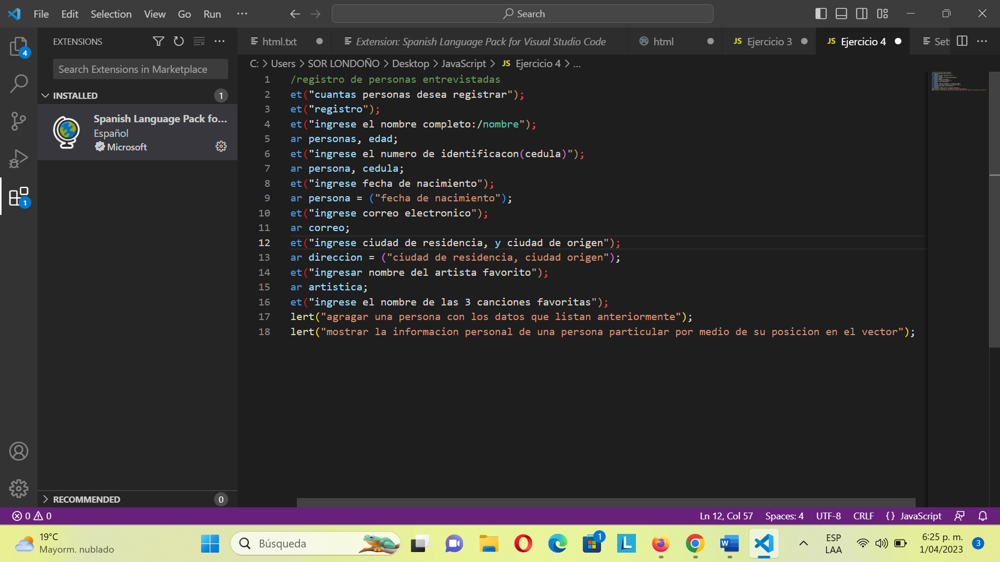 File Edit Selection View Go Run ... Search
EXTENSIONS
html.txt
Extension: Spanish Language Pack for Visual Studio Code
html
JS Ejercicio 3
JS Ejercicio 4
Set
4
Search Extensions in Marketplace
C: > Users > SOR LONDOÑO > Desktop > JavaScript > JS Ejercicio 4 > ...
INSTALLED 1
Spanish Language Pack fo...
Español
Microsoft
1
1 /registro de personas entrevistadas
2 et("cuantas personas desea registrar");
3 et("registro");
4 et("ingrese el nombre completo:/nombre");
5 ar personas, edad;
6 et("ingrese el numero de identificacon(cedula)");
7 ar persona, cedula;
8 et("ingrese fecha de nacimiento");
9 ar persona = ("fecha de nacimiento");
10 et("ingrese correo electronico");
11 ar correo;
12 et("ingrese ciudad de residencia, y ciudad de origen");
13 ar direccion = ("ciudad de residencia, ciudad origen");
14 et("ingresar nombre del artista favorito");
15 ar artistica;
16 et("ingrese el nombre de las 3 canciones favoritas");
17 lert("agragar una persona con los datos que listan anteriormente");
18 lert("mostrar la informacion personal de una persona particular por medio de su posicion en el vector");
RECOMMENDED 0
0 0
Ln 12, Col 57 Spaces: 4 UTF-8 CRLF {} JavaScript
19°C
Mayorm. nublado
Búsqueda
1
L
W
ESP
LAA
6:25 p. m.
1/04/2023
3